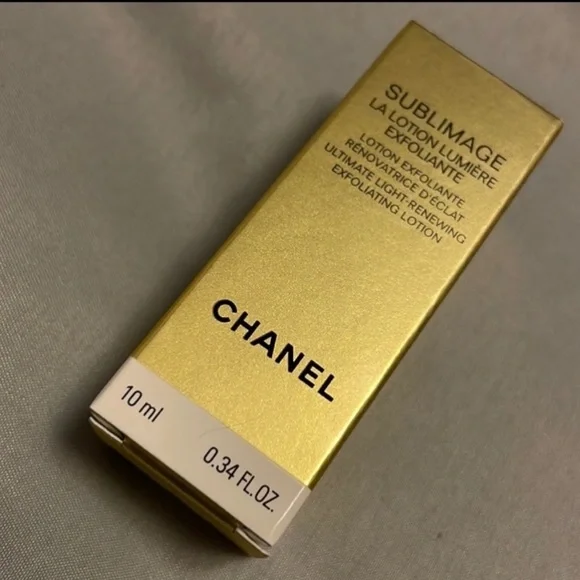 SUBLIMAGE
LA LOTION LUMIÈRE
EXFOLIANTE
LOTION EXFOLIANTE
RÉNOVATRICE D'ÉCLAT
ULTIMATE LIGHT-RENEWING
EXFOLIATING LOTION
CHANEL
10 ml
0.34 FL.OZ.